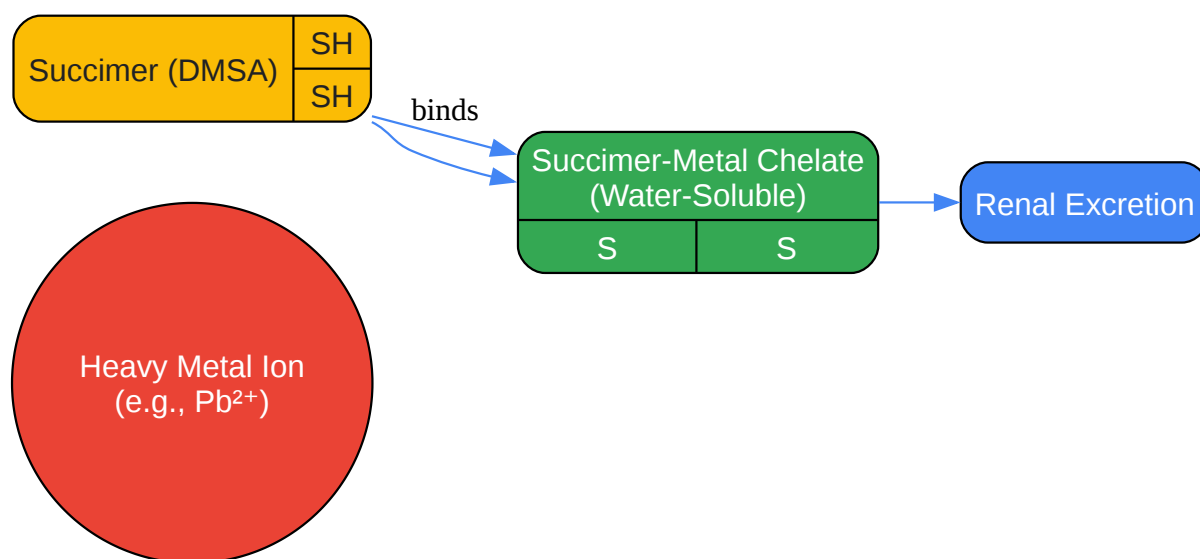 Succimer (DMSA)
SH
SH
binds
Succimer-Metal Chelate
(Water-Soluble)
S
S
Renal Excretion
Heavy Metal Ion
(e.g., Pb²⁺)